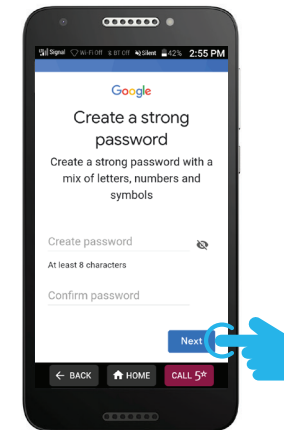 Signal Wi-Fi Off BT Off Silent 42% 2:55 PM
Google
Create a strong
password
Create a strong password with a
mix of letters, numbers and
symbols
Create password
At least 8 characters
Confirm password
Next
BACK HOME CALL 5*